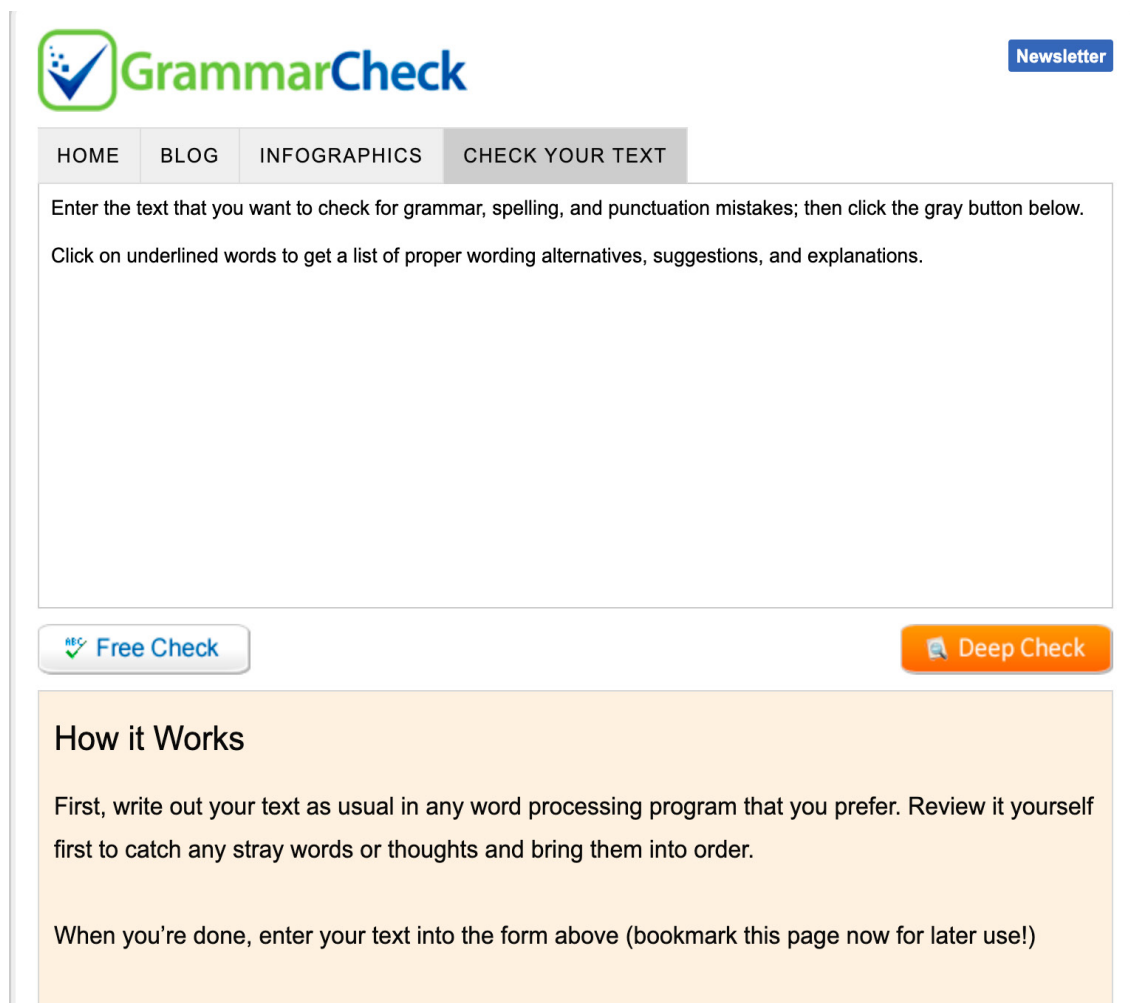 GrammarCheck
Newsletter
HOME BLOG INFOGRAPHICS CHECK YOUR TEXT
Enter the text that you want to check for grammar, spelling, and punctuation mistakes; then click the gray button below.
Click on underlined words to get a list of proper wording alternatives, suggestions, and explanations.
ABC Free Check
Deep Check
How it Works
First, write out your text as usual in any word processing program that you prefer. Review it yourself
first to catch any stray words or thoughts and bring them into order.
When you’re done, enter your text into the form above (bookmark this page now for later use!)